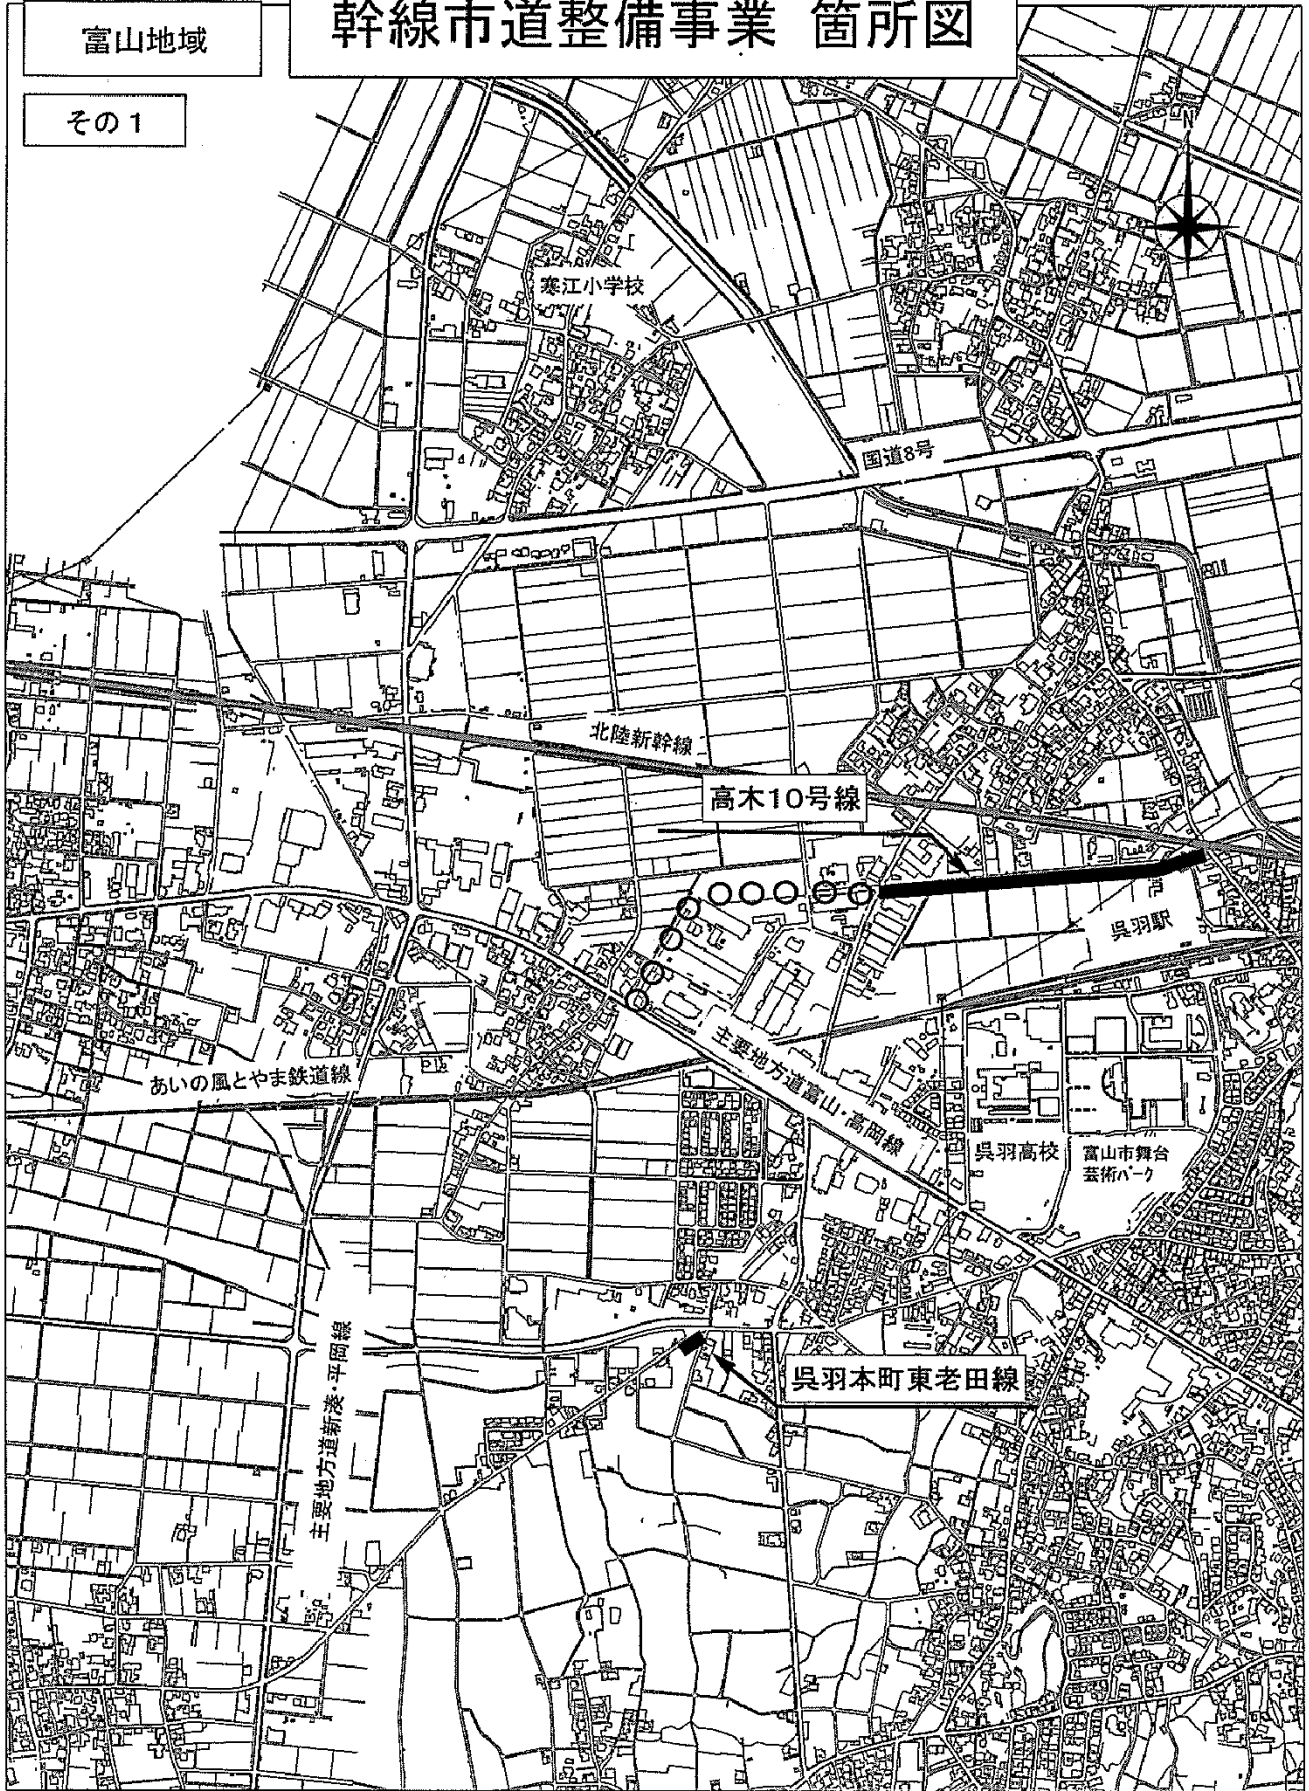 幹線市道整備事業 箇所図
富山地域
その1
N
寒江小学校
国道8号
北陸新幹線
高木10号線
呉羽駅
主要地方道富山・高岡線
あいの風とやま鉄道線
呉羽高校
富山市舞台
芸術パーク
呉羽本町東老田線
主要地方道新湊・平岡線